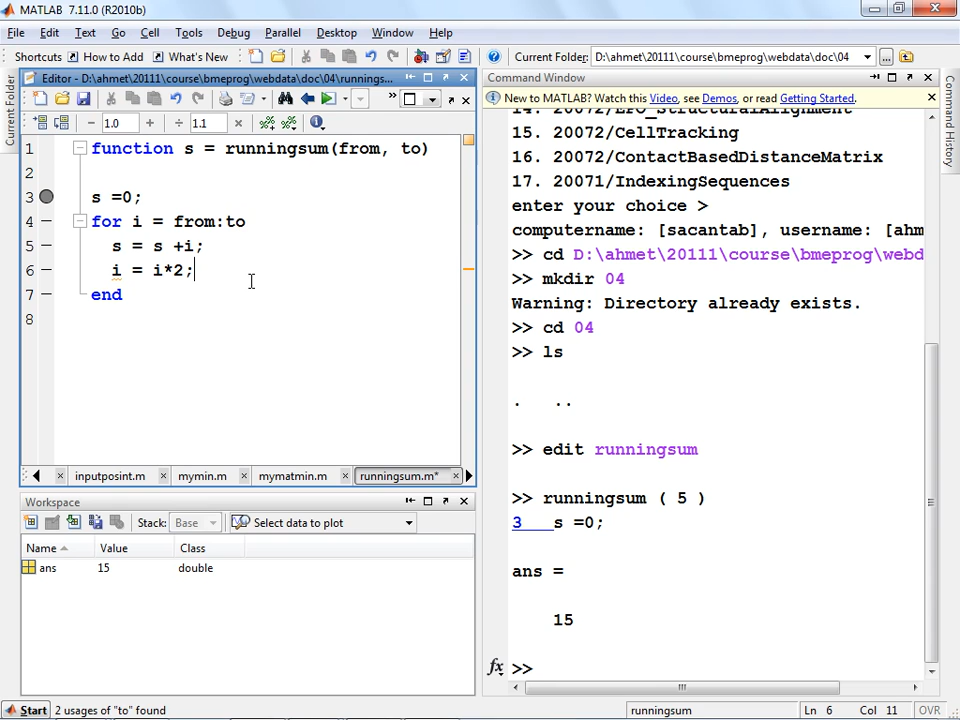 MATLAB 7.11.0 (R2010b)
File Edit Text Go Cell Tools Debug Parallel Desktop Window Help
Shortcuts How to Add What's New Current Folder: D:\ahmet\20111\course\bmeprog\webdata\doc\04
Current Folder
Editor - D:\ahmet\20111\course\bmeprog\webdata\doc\04\runnings...
1.0
1.1
1 function s = runningsum(from, to)
2
3 s =0;
4 for i = from:to
5 s = s +i;
6 i = i*2;
7 end
8
inputposint.m mymin.m mymatmin.m runningsum.m*
Workspace
Stack: Base Select data to plot
Name Value Class
ans 15 double
Command Window
New to MATLAB? Watch this Video, see Demos, or read Getting Started.
15. 20072/CellTracking
16. 20072/ContactBasedDistanceMatrix
17. 20071/IndexingSequences
enter your choice >
computername: [sacantab], username: [ahm
>> cd D:\ahmet\20111\course\bmeprog\webd
>> mkdir 04
Warning: Directory already exists.
>> cd 04
>> ls
. ..
>> edit runningsum
>> runningsum ( 5 )
3 s =0;
ans =
15
fx >>
Command History
Start 2 usages of "to" found runningsum Ln 6 Col 11 OVR